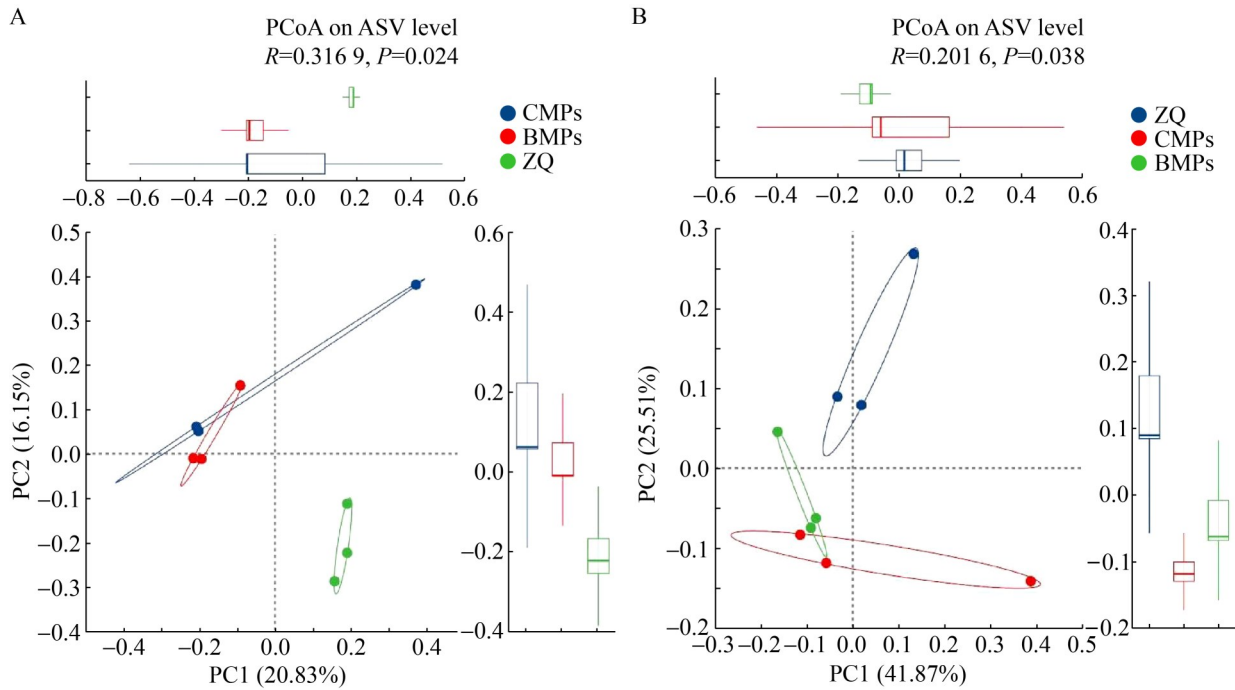 A
PCoA on ASV level
R=0.316 9, P=0.024
CMPs
BMPs
ZQ
−0.8 −0.6 −0.4 −0.2 0.0 0.2 0.4 0.6
0.5
0.4
0.3
0.2
0.1
0.0
−0.1
−0.2
−0.3
−0.4
PC2 (16.15%)
−0.4 −0.2 0.0 0.2 0.4
PC1 (20.83%)
0.6
0.4
0.2
0.0
−0.2
−0.4
B
PCoA on ASV level
R=0.201 6, P=0.038
ZQ
CMPs
BMPs
−0.6 −0.4 −0.2 0.0 0.2 0.4 0.6
0.3
0.2
0.1
0.0
−0.1
−0.2
PC2 (25.51%)
−0.3 −0.1 −0.1 0.0 0.1 0.2 0.3 0.4 0.5
PC1 (41.87%)
0.4
0.3
0.2
0.1
0.0
−0.1
−0.2